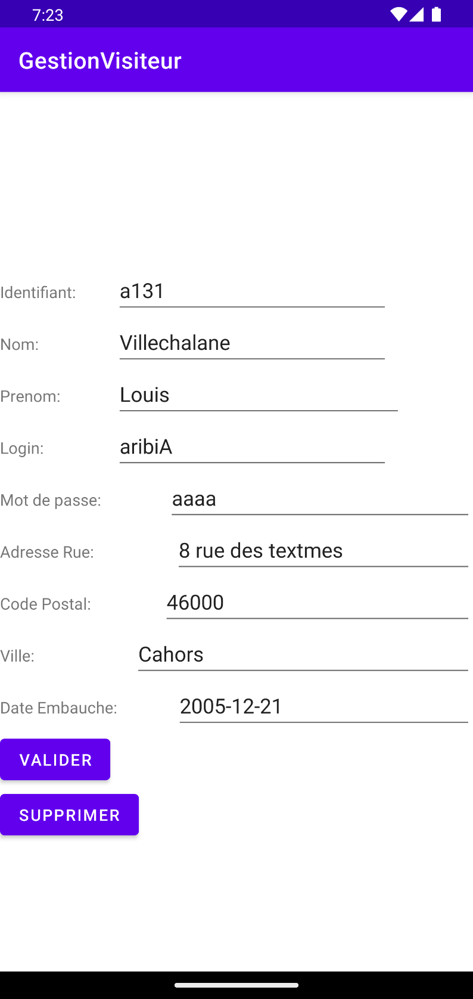 7:23
GestionVisiteur
Identifiant: a131
Nom: Villechalane
Prenom: Louis
Login: aribiA
Mot de passe: aaaa
Adresse Rue: 8 rue des textmes
Code Postal: 46000
Ville: Cahors
Date Embauche: 2005-12-21
VALIDER
SUPPRIMER